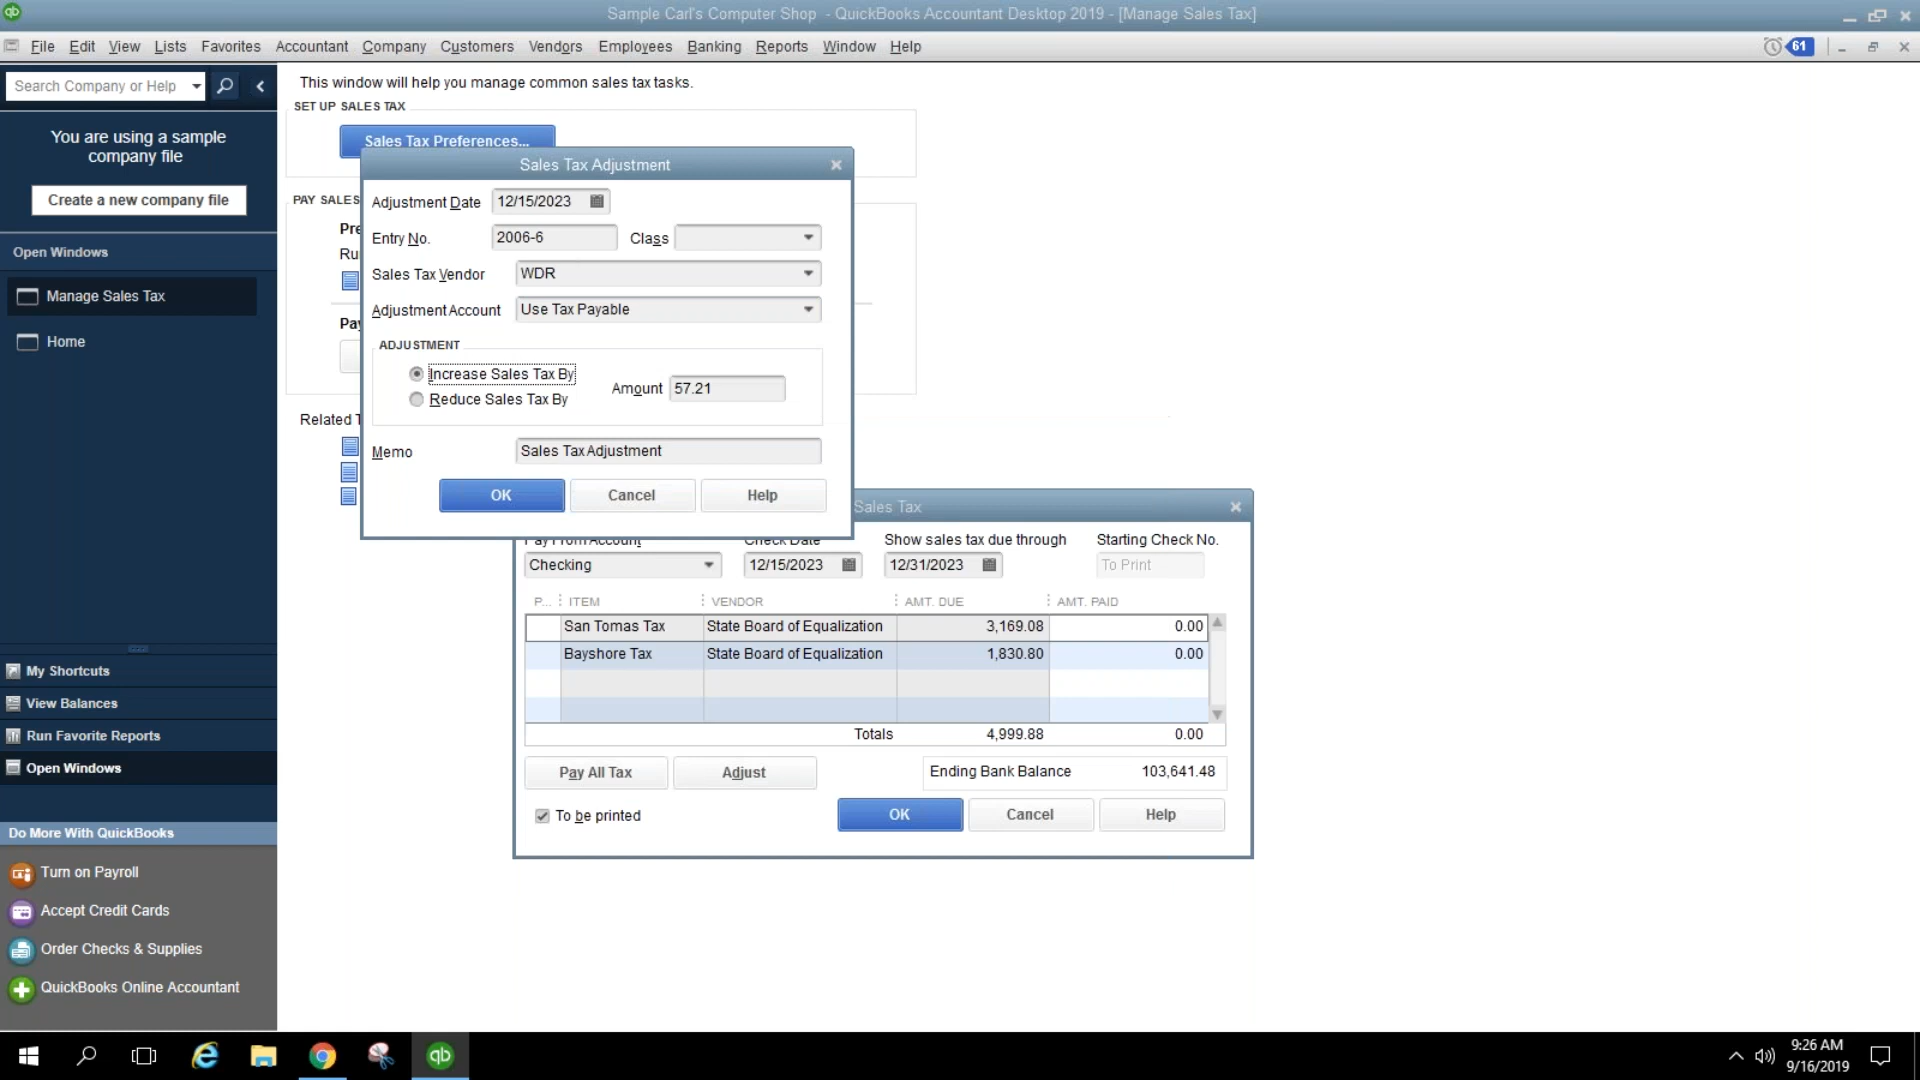 Sample Carl's Computer Shop - QuickBooks Accountant Desktop 2019 - [Manage Sales Tax]
File Edit View Lists Favorites Accountant Company Customers Vendors Employees Banking Reports Window Help
61
Search Company or Help
You are using a sample
company file
Create a new company file
Open Windows
Manage Sales Tax
Home
My Shortcuts
View Balances
Run Favorite Reports
Open Windows
Do More With QuickBooks
Turn on Payroll
Accept Credit Cards
Order Checks & Supplies
QuickBooks Online Accountant
This window will help you manage common sales tax tasks.
SET UP SALES TAX
Sales Tax Preferences...
PAY SALES
Pre
Ru
Pay
Related T
Sales Tax Adjustment
Adjustment Date 12/15/2023
Entry No. 2006-6 Class
Sales Tax Vendor WDR
Adjustment Account Use Tax Payable
ADJUSTMENT
Increase Sales Tax By
Reduce Sales Tax By
Amount 57.21
Memo Sales Tax Adjustment
OK Cancel Help
Sales Tax
Pay From Account Check Date Show sales tax due through Starting Check No.
Checking 12/15/2023 12/31/2023 To Print
P... ITEM VENDOR AMT. DUE AMT. PAID
San Tomas Tax State Board of Equalization 3,169.08 0.00
Bayshore Tax State Board of Equalization 1,830.80 0.00
Totals 4,999.88 0.00
Pay All Tax Adjust Ending Bank Balance 103,641.48
To be printed OK Cancel Help
qb
9:26 AM
9/16/2019